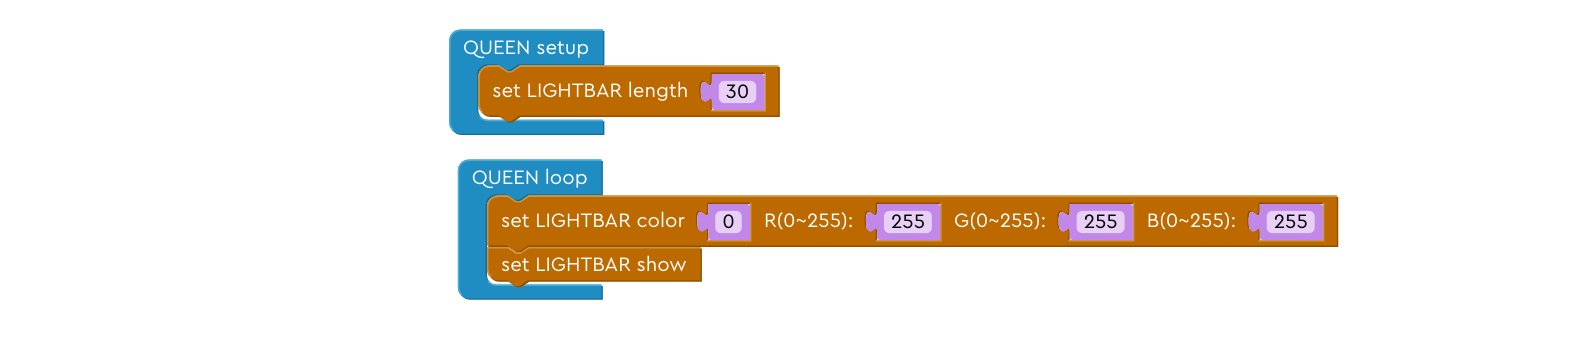 QUEEN setup
set LIGHTBAR length 30
QUEEN loop
set LIGHTBAR color 0 R(0~255): 255 G(0~255): 255 B(0~255): 255
set LIGHTBAR show